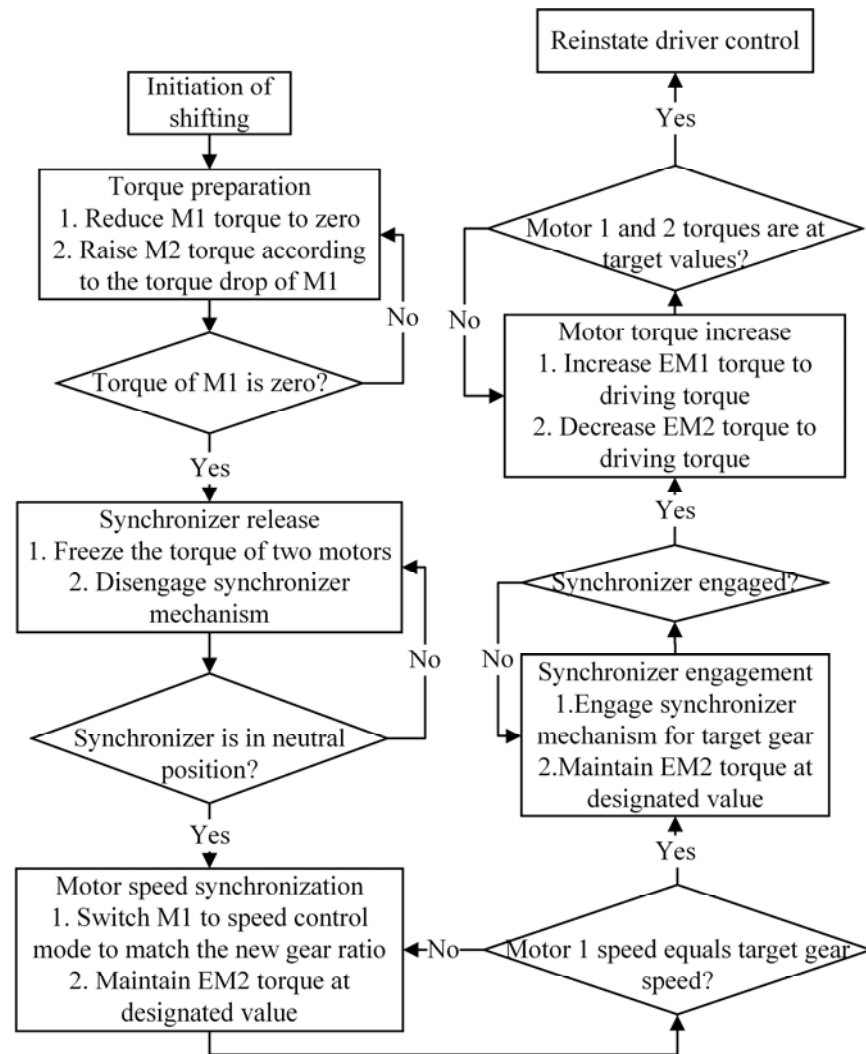 Initiation of
shifting
Torque preparation
1. Reduce M1 torque to zero
2. Raise M2 torque according
to the torque drop of M1
No
Torque of M1 is zero?
Yes
Synchronizer release
1. Freeze the torque of two motors
2. Disengage synchronizer
mechanism
No
Synchronizer is in neutral
position?
Yes
Motor speed synchronization
1. Switch M1 to speed control
mode to match the new gear ratio
2. Maintain EM2 torque at
designated value
No
Motor 1 speed equals target gear
speed?
Yes
Synchronizer engagement
1.Engage synchronizer
mechanism for target gear
2.Maintain EM2 torque at
designated value
No
Synchronizer engaged?
Yes
Motor torque increase
1. Increase EM1 torque to
driving torque
2. Decrease EM2 torque to
driving torque
No
Motor 1 and 2 torques are at
target values?
Yes
Reinstate driver control